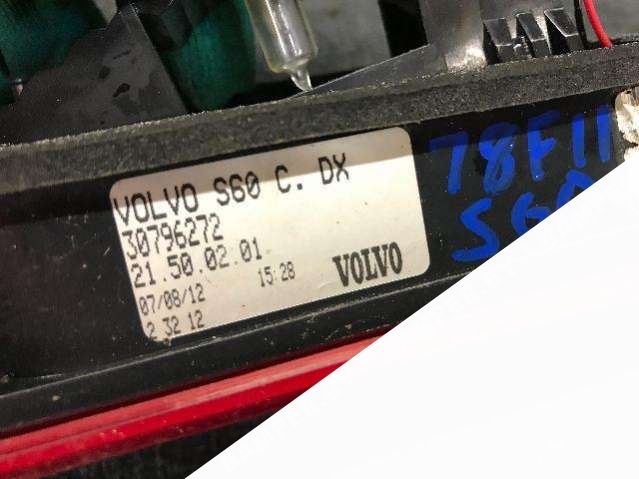 VOLVO S60 C. DX
30796272
21.50.02.01
07/08/12 15:28 VOLVO
2 32 12
78F11
S60